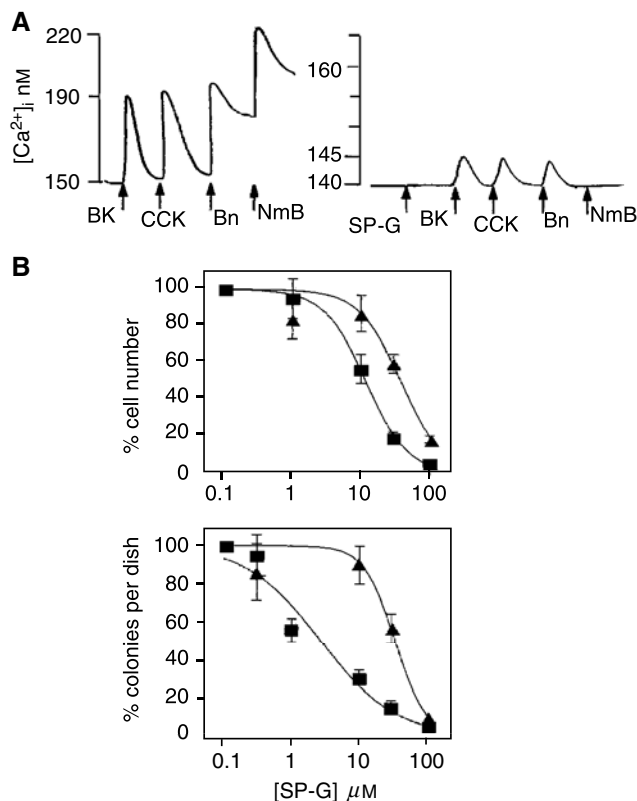 A
[Ca2+]i nM
220
190
150
BK CCK Bn NmB
160
145
140
SP-G BK CCK Bn NmB
B
% cell number
100
80
60
40
20
0
0.1 1 10 100
% colonies per dish
100
80
60
40
20
0
0.1 1 10 100
[SP-G] μM